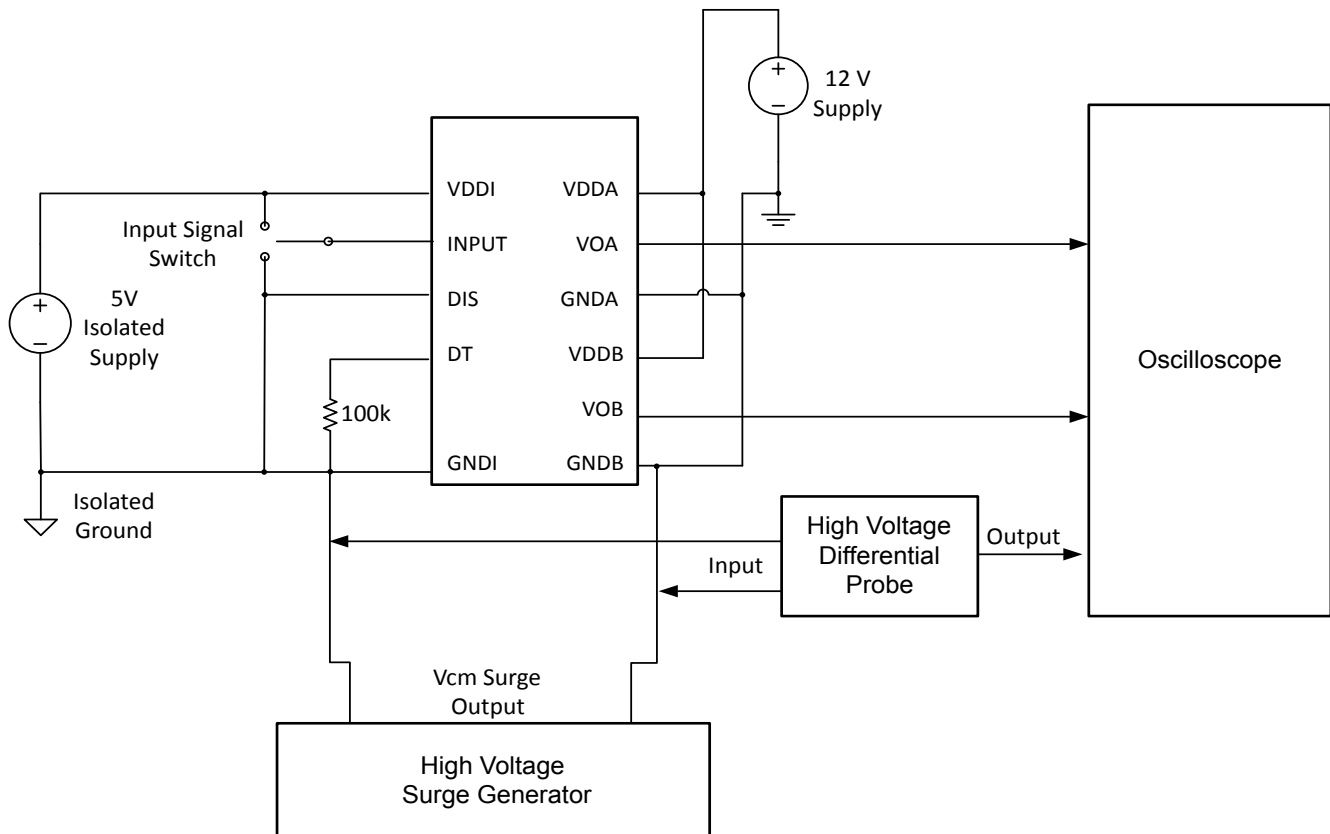 +
−
12 V
Supply
VDDI
VDDA
Input Signal
Switch
INPUT
VOA
+
−
5V
Isolated
Supply
DIS
GNDA
DT
VDDB
Oscilloscope
100k
VOB
GNDI
GNDB
Isolated
Ground
High Voltage
Differential
Probe
Output
Input
Vcm Surge
Output
High Voltage
Surge Generator